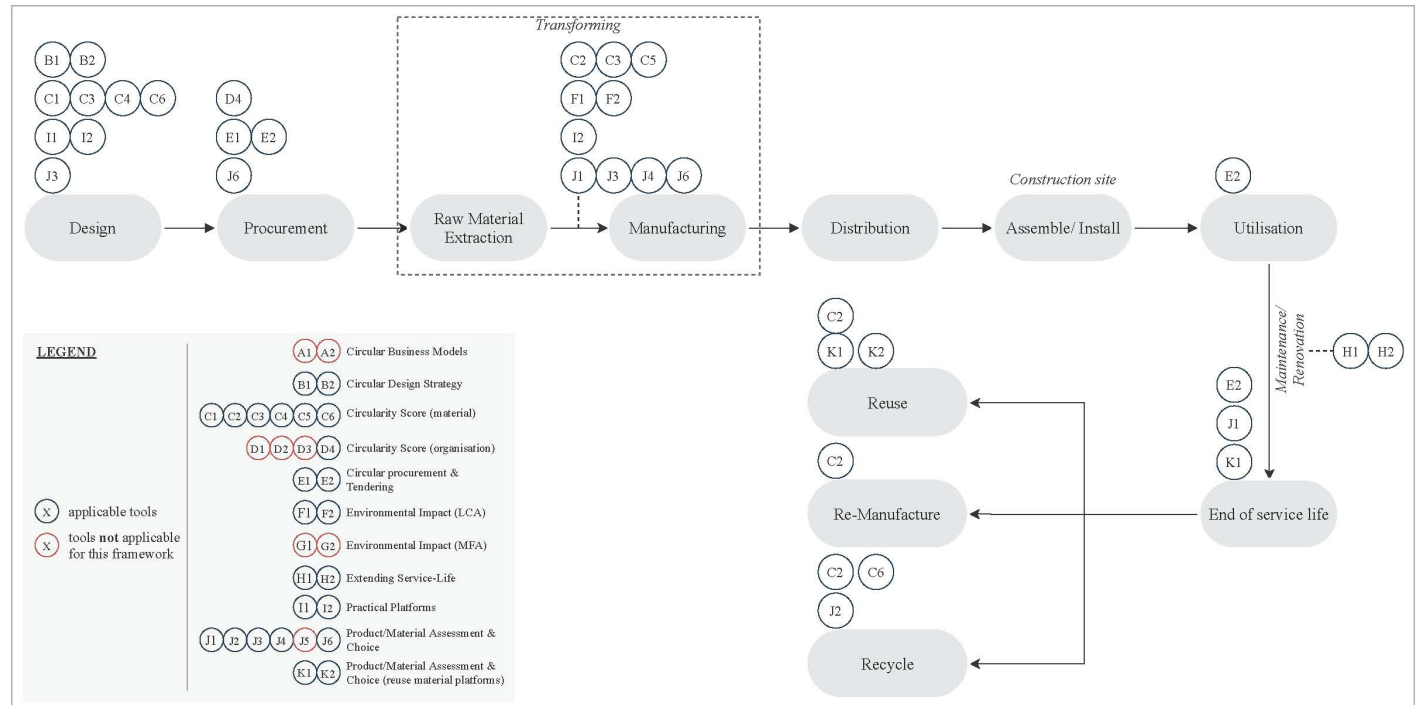 Transforming
B1 B2
C1 C3 C4 C6
I1 I2
J3
Design
D4
E1 E2
J6
Procurement
Raw Material
Extraction
C2 C3 C5
F1 F2
I2
J1 J3 J4 J6
Manufacturing
Distribution
Construction site
Assemble/ Install
E2
Utilisation
Maintenance/
Renovation
H1 H2
E2
J1
K1
End of service life
C2
K1 K2
Reuse
C2
Re-Manufacture
C2 C6
J2
Recycle
LEGEND
X applicable tools
X tools not applicable
for this framework
A1 A2 Circular Business Models
B1 B2 Circular Design Strategy
C1 C2 C3 C4 C5 C6 Circularity Score (material)
D1 D2 D3 D4 Circularity Score (organisation)
E1 E2 Circular procurement &
Tendering
F1 F2 Environmental Impact (LCA)
G1 G2 Environmental Impact (MFA)
H1 H2 Extending Service-Life
I1 I2 Practical Platforms
J1 J2 J3 J4 J5 J6 Product/Material Assessment &
Choice
K1 K2 Product/Material Assessment &
Choice (reuse material platforms)